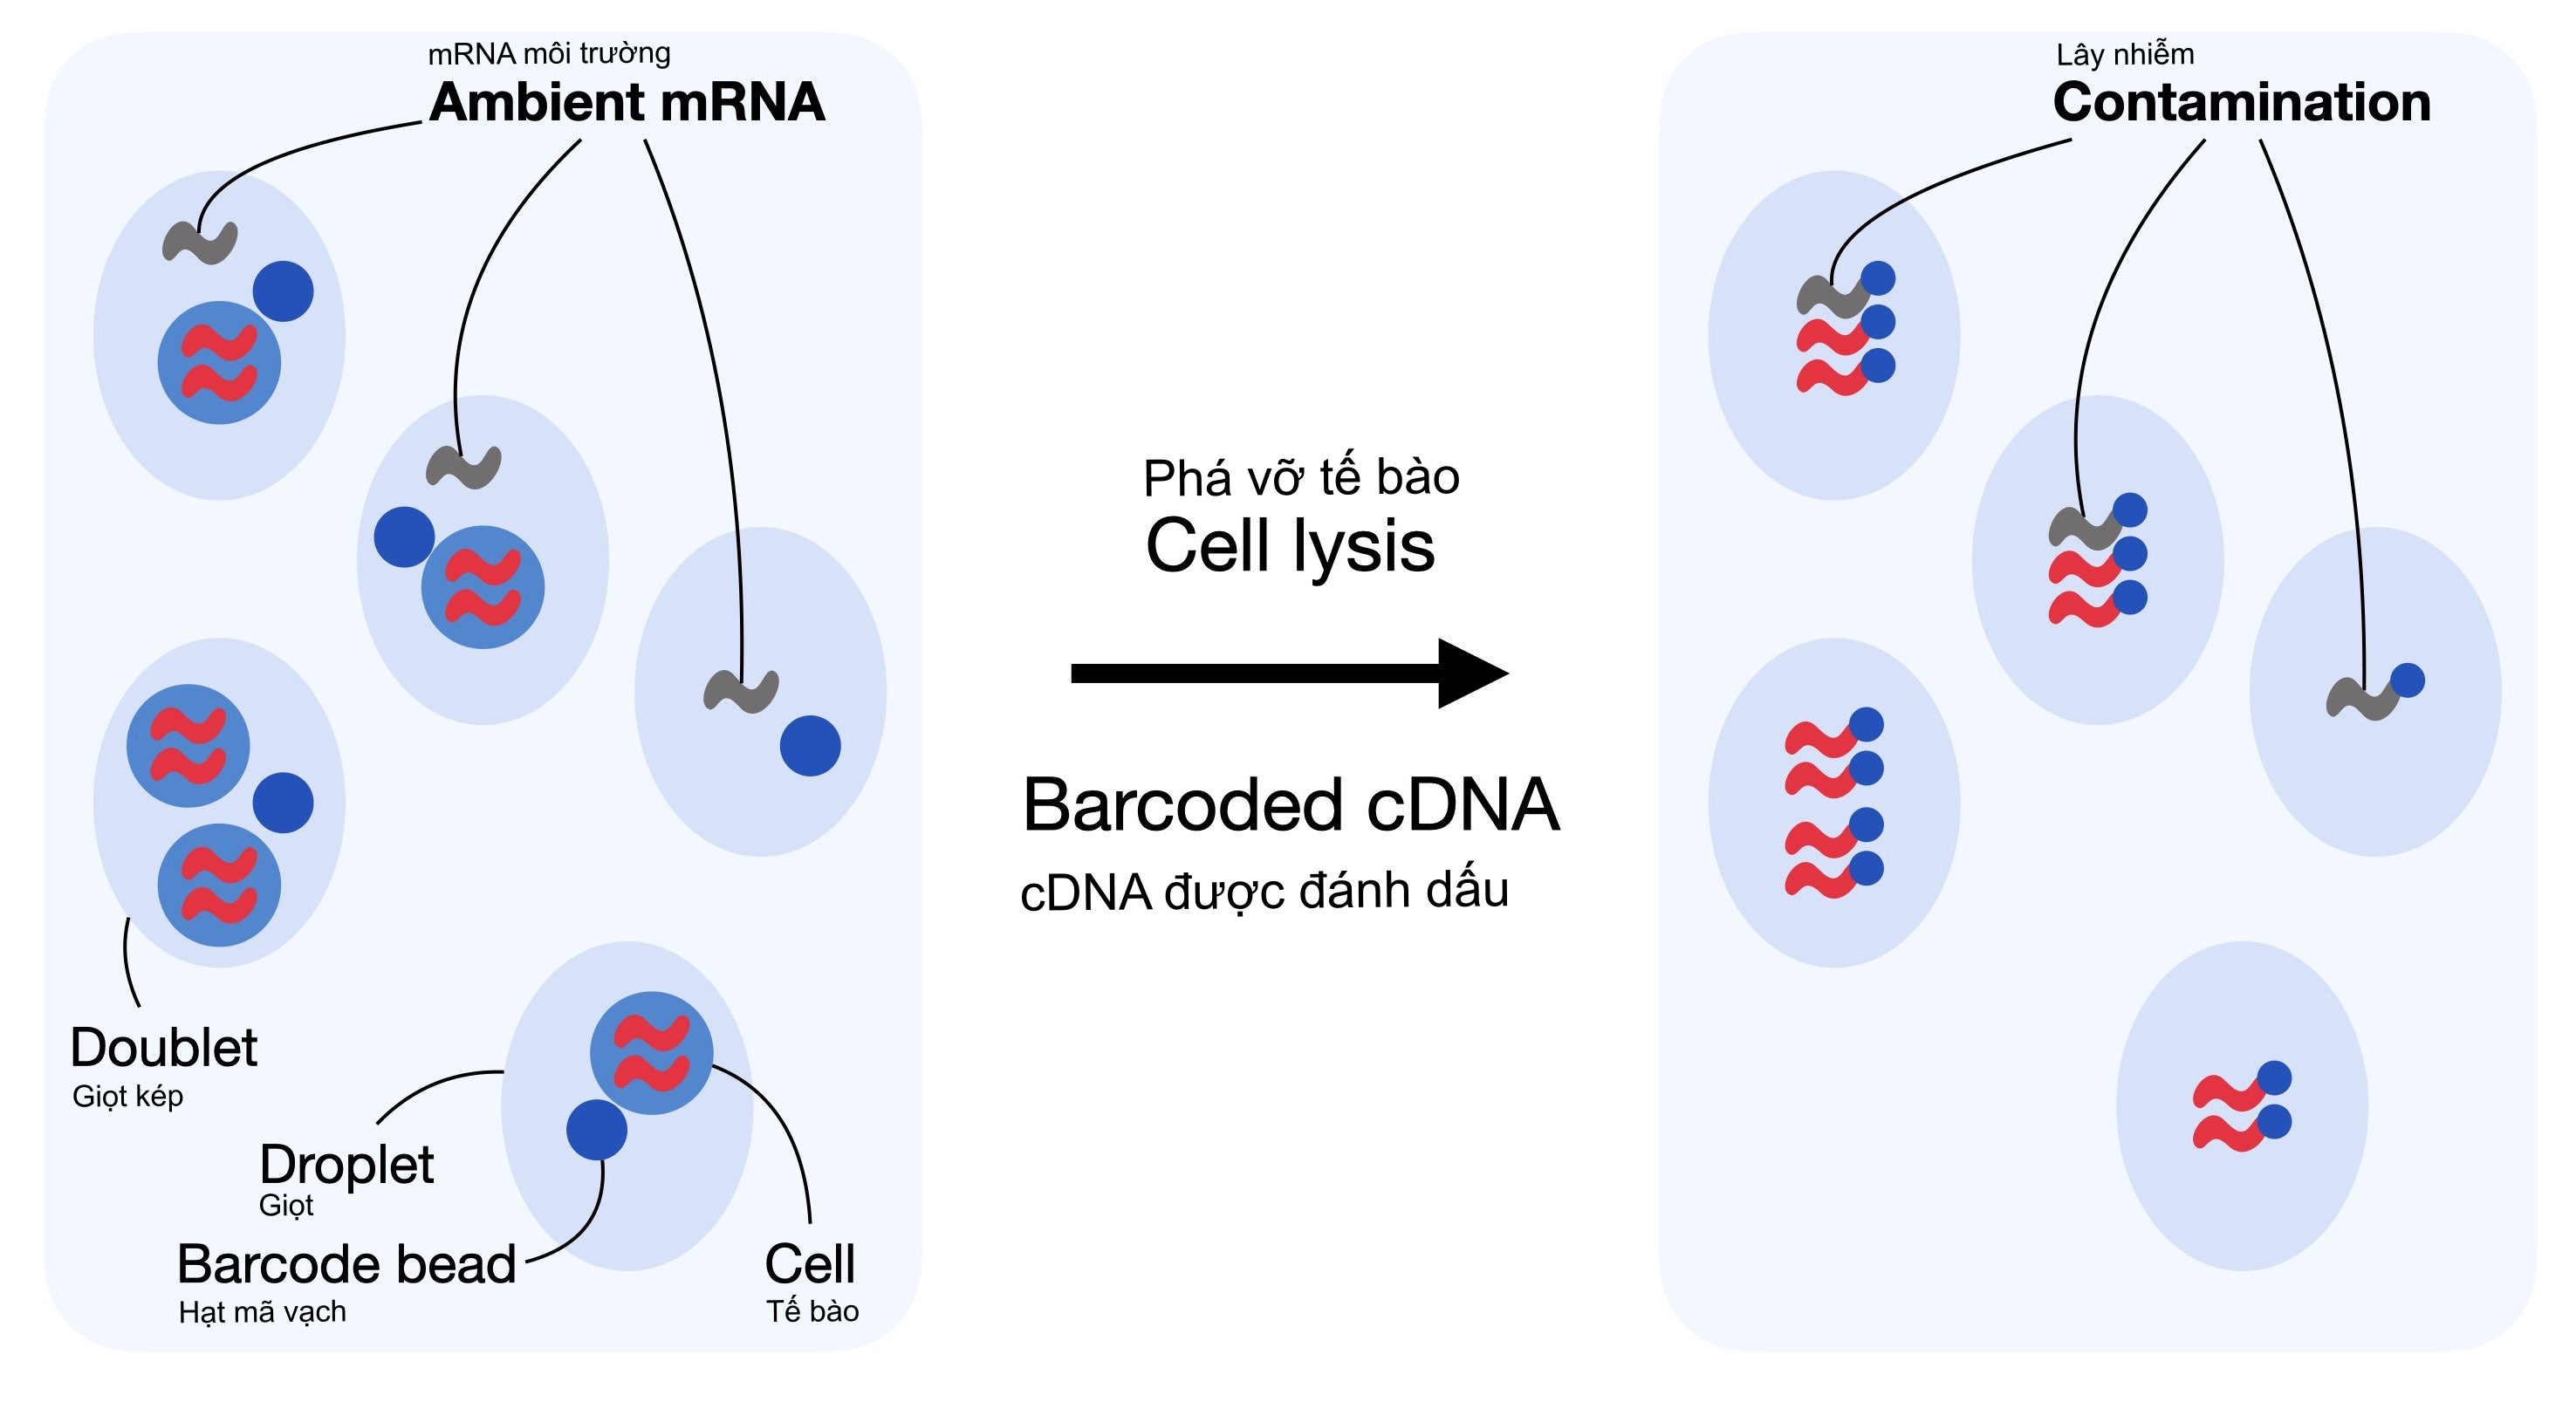 mRNA môi trường
Ambient mRNA
Doublet
Giọt kép
Droplet
Giọt
Barcode bead
Hạt mã vạch
Cell
Tế bào
Phá vỡ tế bào
Cell lysis
Barcoded cDNA
cDNA được đánh dấu
Lây nhiễm
Contamination